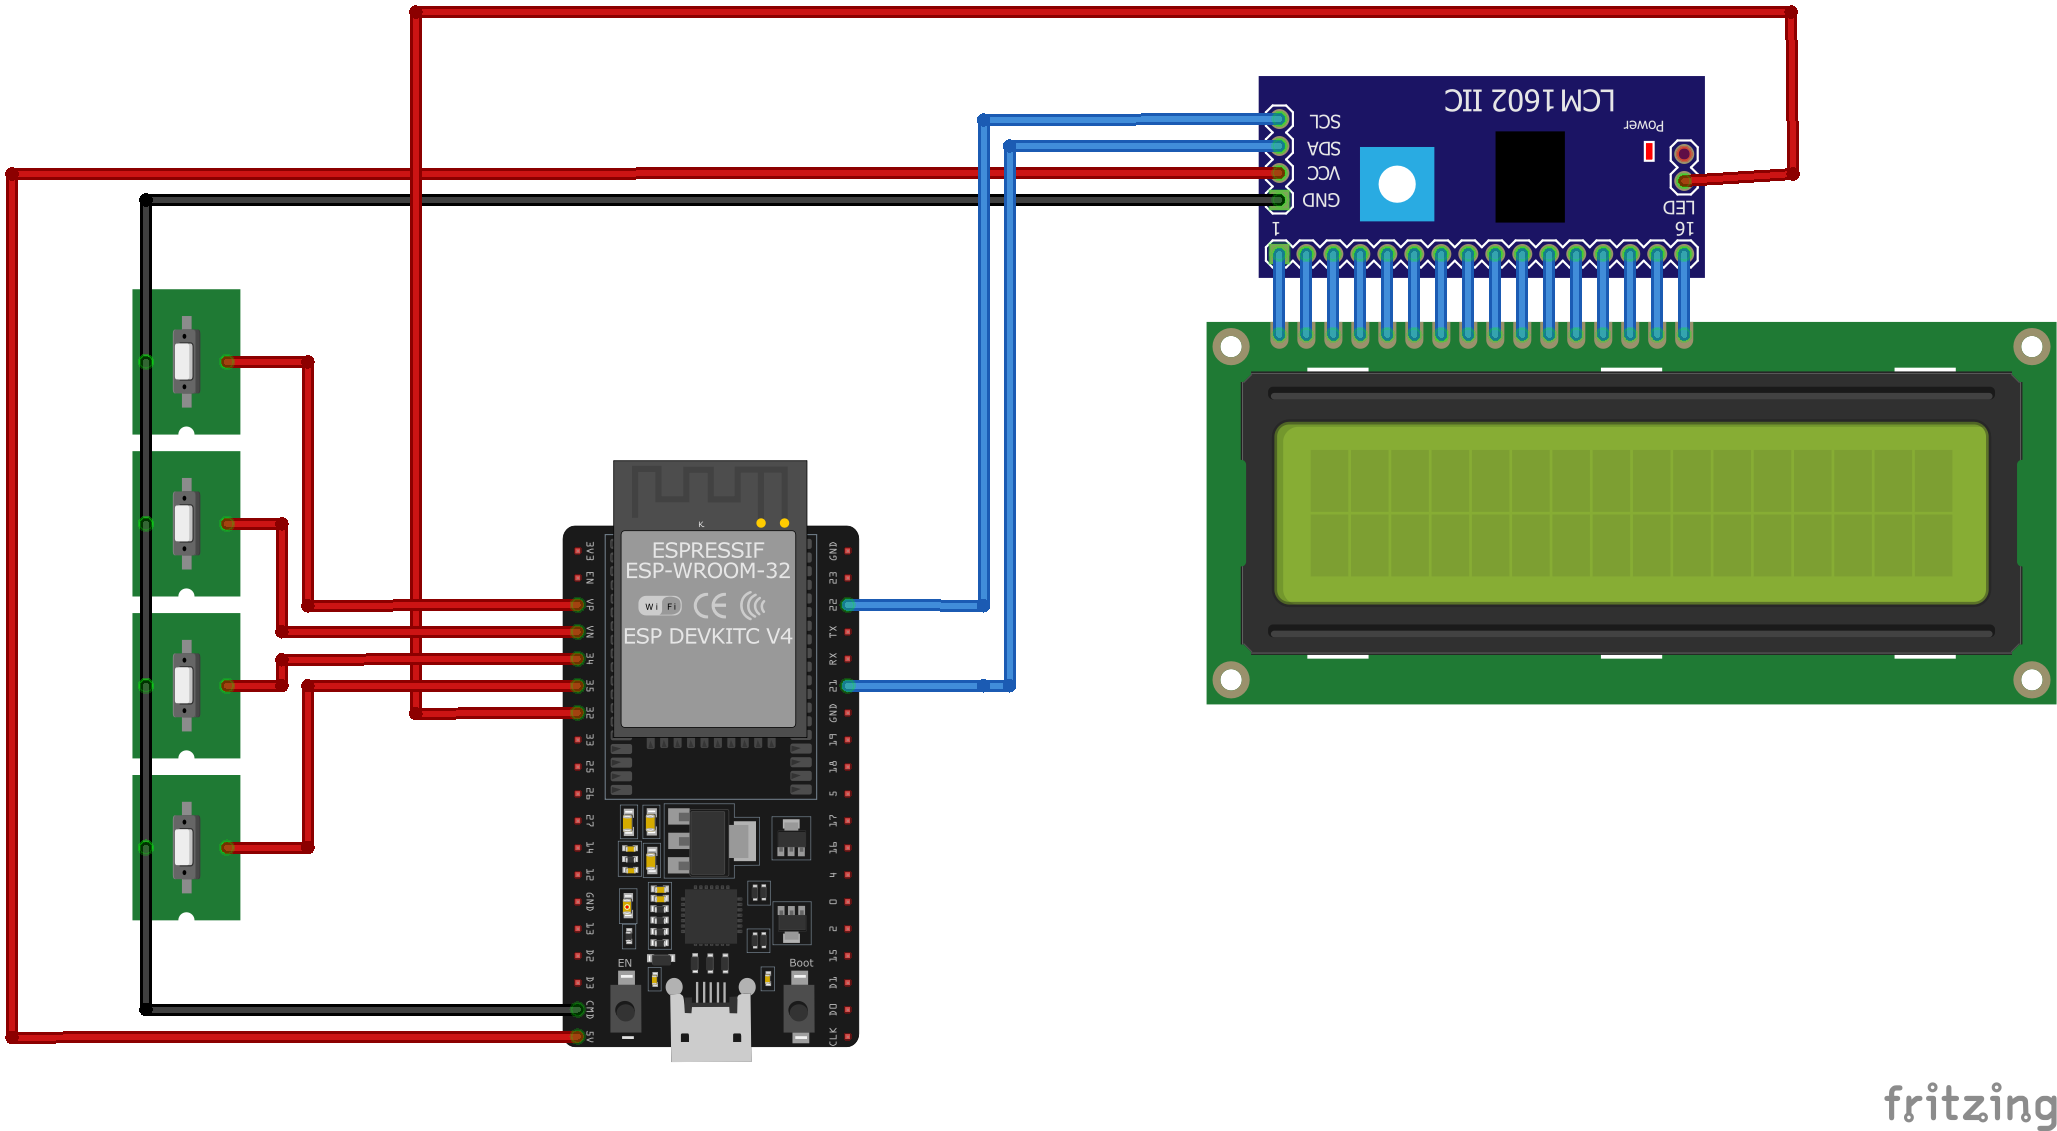 LCM1602 IIC
Power
SCL
SDA
VCC
GND
LED
1
16
K
ESPRESSIF
ESP-WROOM-32
Wi Fi
CE
ESP DEVKITC V4
3V3
EN
VP
VN
34
35
32
33
25
26
27
14
12
GND
13
D2
D3
CMD
5V
GND
23
22
TX
RX
21
GND
19
18
5
17
16
4
0
2
15
D1
D0
CLK
EN
Boot
fritzing